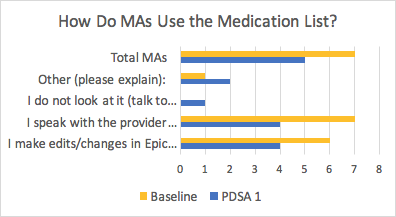 How Do MAs Use the Medication List?
Total MAs
Other (please explain):
I do not look at it (talk to...
I speak with the provider ...
I make edits/changes in Epic...
0 1 2 3 4 5 6 7 8
Baseline PDSA 1